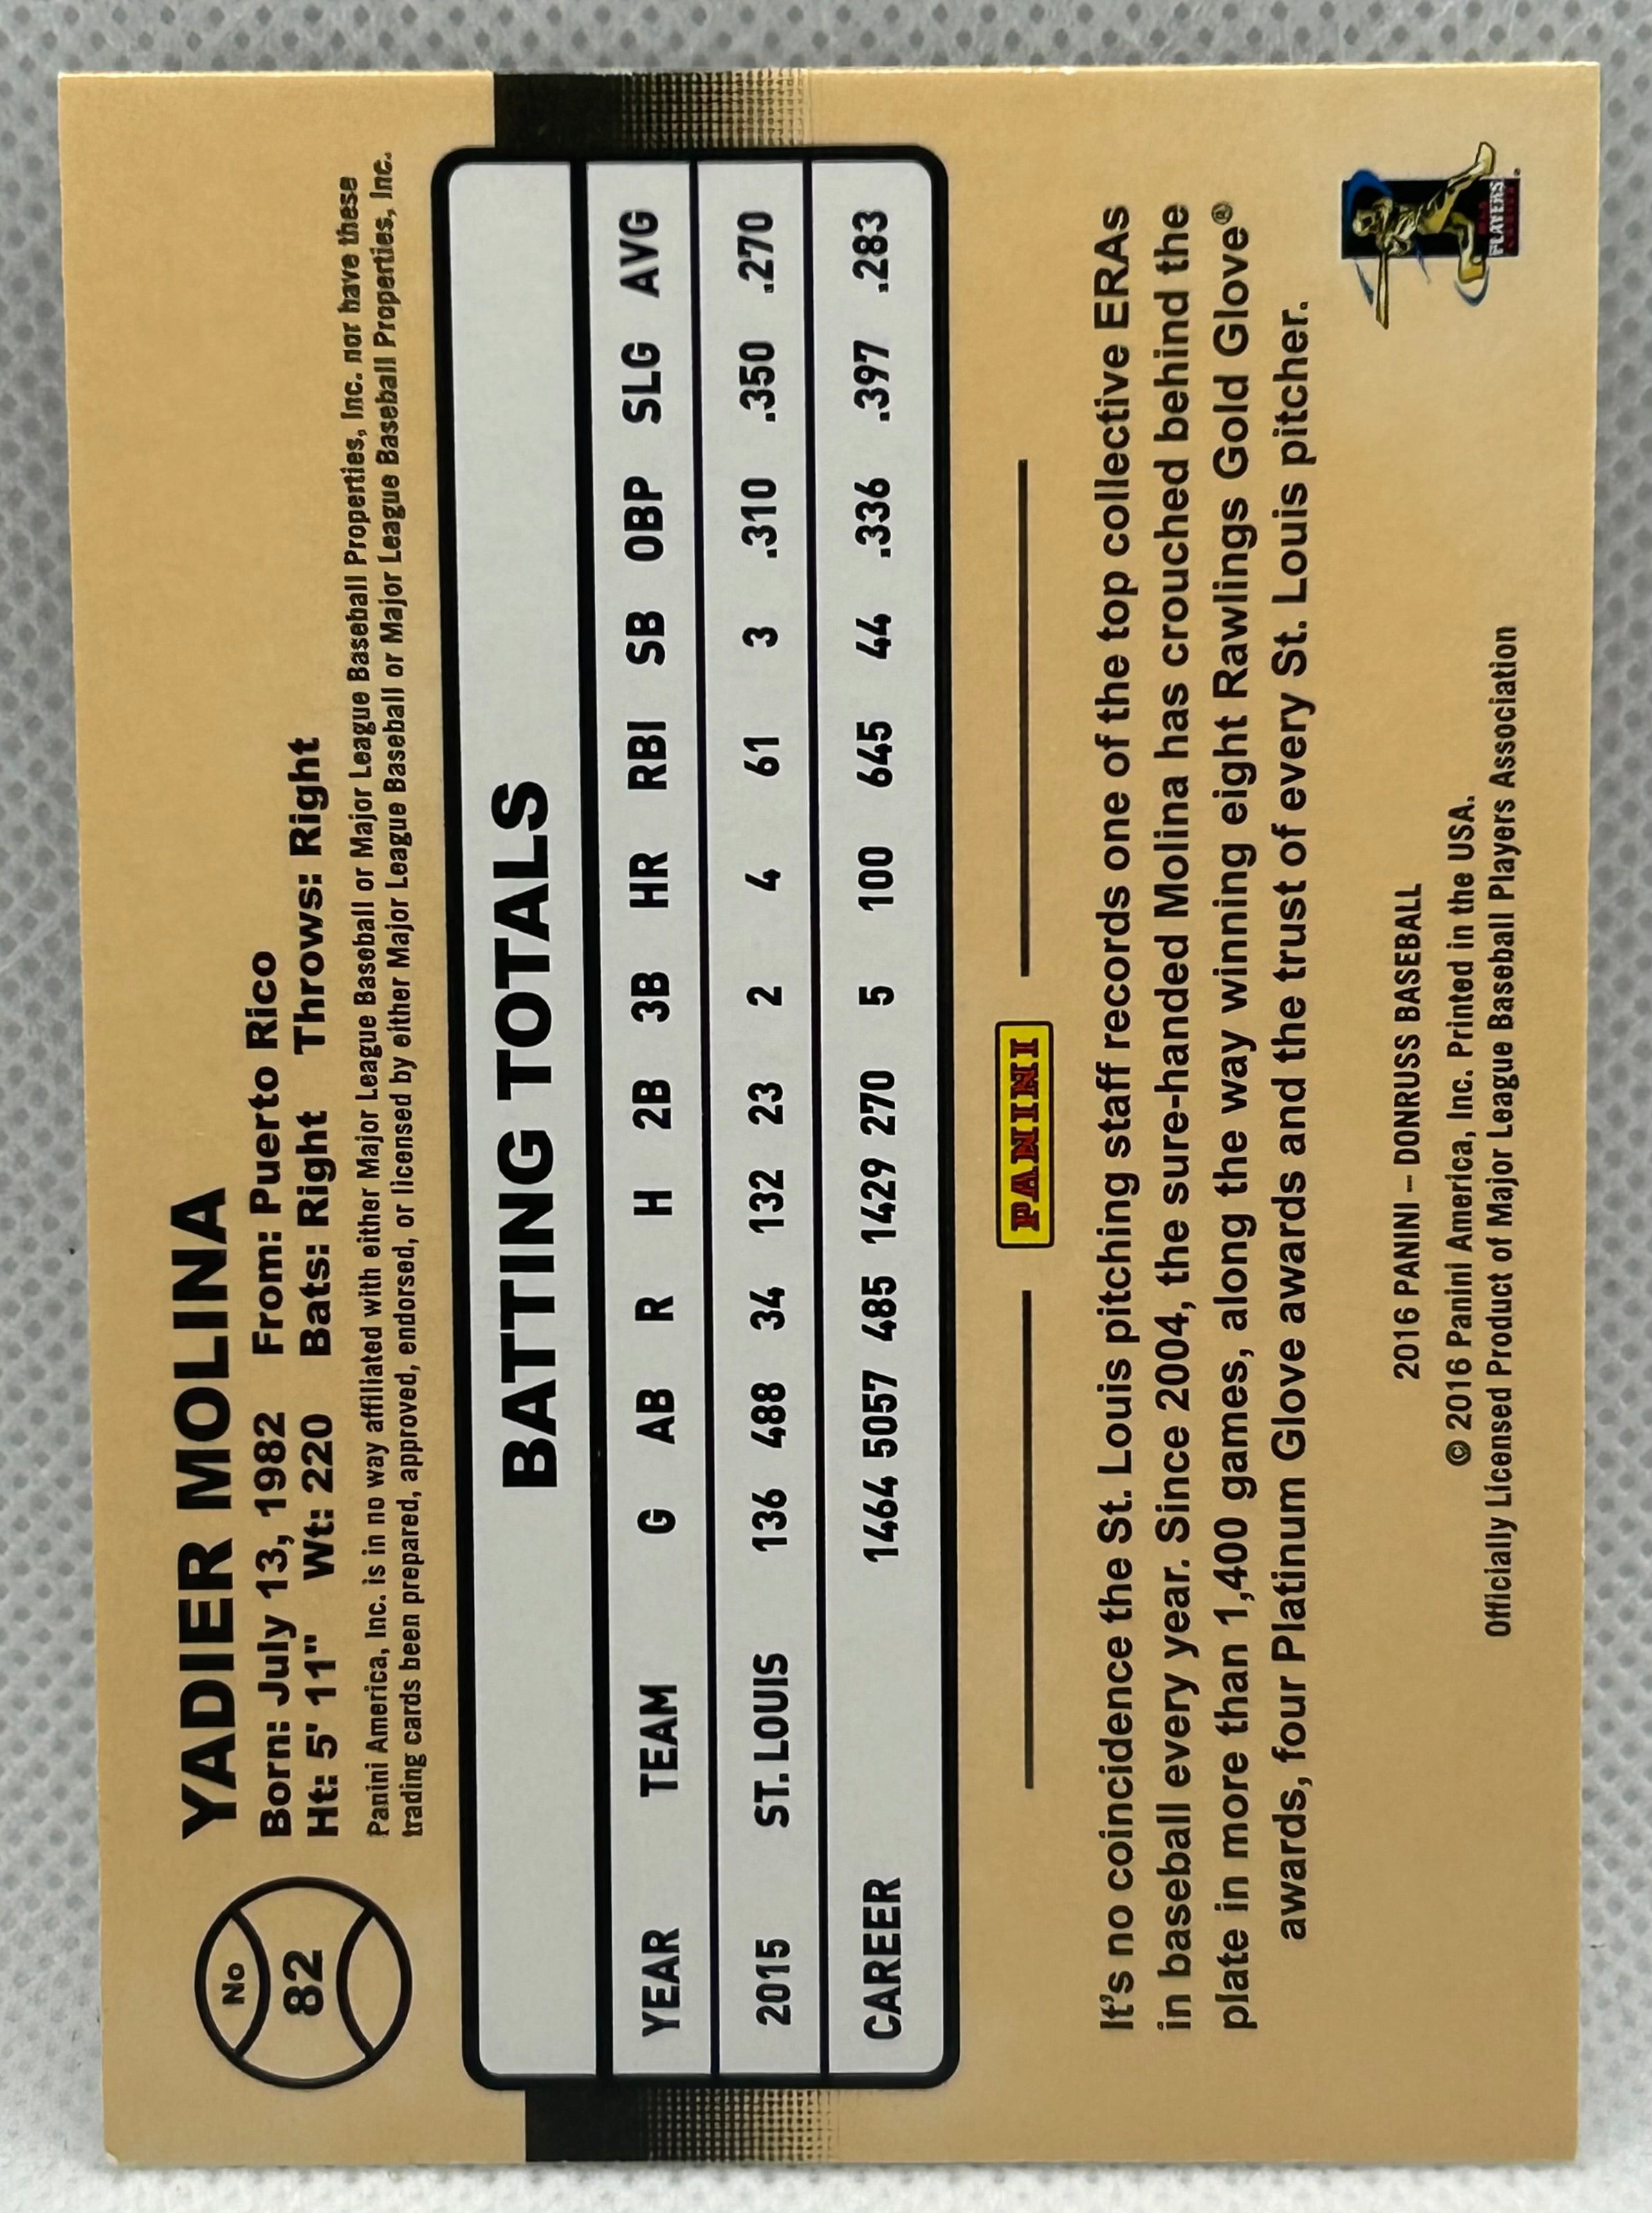 No
82
YADIER MOLINA
Born: July 13, 1982 From: Puerto Rico
Ht: 5' 11" Wt: 220 Bats: Right Throws: Right
Panini America, Inc. is in no way affiliated with either Major League Baseball or Major League Baseball Properties, Inc. nor have these
trading cards been prepared, approved, endorsed, or licensed by either Major League Baseball or Major League Baseball Properties, Inc.
BATTING TOTALS
YEAR TEAM G AB R H 2B 3B HR RBI SB OBP SLG AVG
2015 ST. LOUIS 136 488 34 132 23 2 4 61 3 .310 .350 .270
CAREER 1464 5057 485 1429 270 5 100 645 44 .336 .397 .283
PANINI
It's no coincidence the St. Louis pitching staff records one of the top collective ERAs
in baseball every year. Since 2004, the sure-handed Molina has crouched behind the
plate in more than 1,400 games, along the way winning eight Rawlings Gold Glove®
awards, four Platinum Glove awards and the trust of every St. Louis pitcher.
2016 PANINI – DONRUSS BASEBALL
© 2016 Panini America, Inc. Printed in the USA.
Officially Licensed Product of Major League Baseball Players Association
PLAYERS